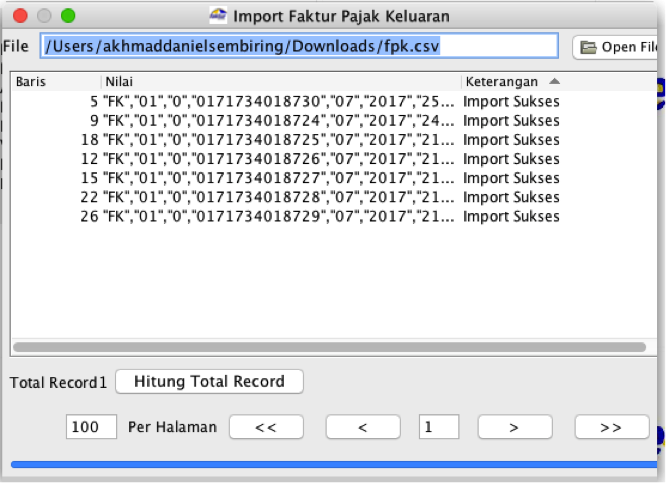 Import Faktur Pajak Keluaran
File /Users/akhmaddanielsembiring/Downloads/fpk.csv Open File
Baris Nilai Keterangan
5 "FK","01","0","0171734018730","07","2017","25... Import Sukses
9 "FK","01","0","0171734018724","07","2017","24... Import Sukses
18 "FK","01","0","0171734018725","07","2017","21... Import Sukses
12 "FK","01","0","0171734018726","07","2017","21... Import Sukses
15 "FK","01","0","0171734018727","07","2017","21... Import Sukses
22 "FK","01","0","0171734018728","07","2017","21... Import Sukses
26 "FK","01","0","0171734018729","07","2017","21... Import Sukses
Total Record1 Hitung Total Record
100 Per Halaman << < 1 > >>